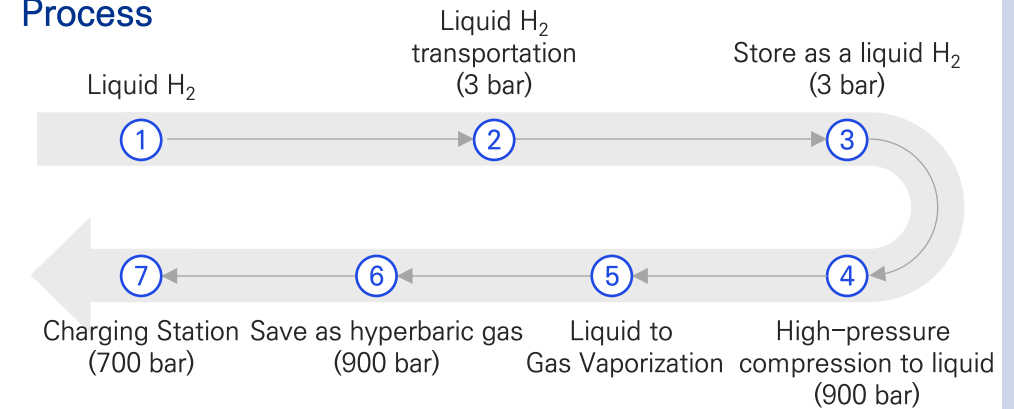 Process
Liquid H₂
Liquid H₂
transportation
(3 bar)
Store as a liquid H₂
(3 bar)
1
2
3
4
5
6
7
High-pressure
compression to liquid
(900 bar)
Liquid to
Gas Vaporization
Save as hyperbaric gas
(900 bar)
Charging Station
(700 bar)